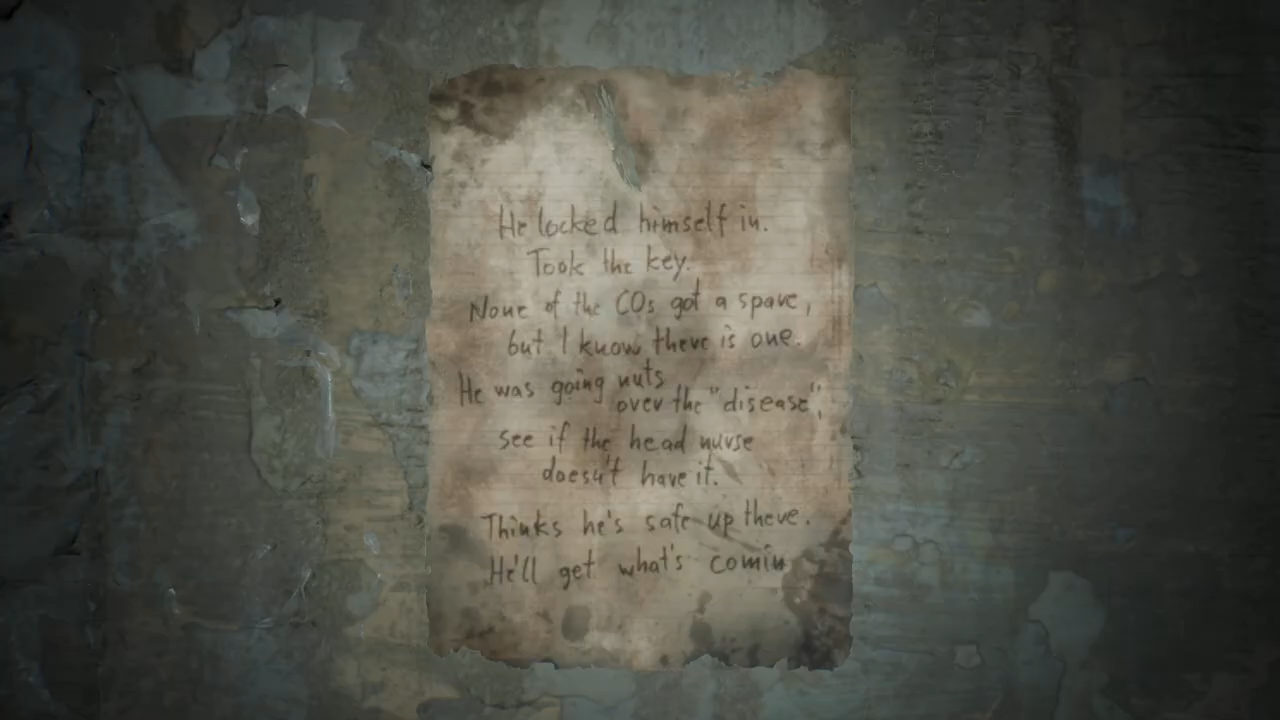 He locked himself in.
Took the key.
None of the COs got a spare,
but I know there is one.
He was going nuts
over the "disease",
see if the head nurse
doesn't have it.
Thinks he's safe up there.
He'll get what's comin